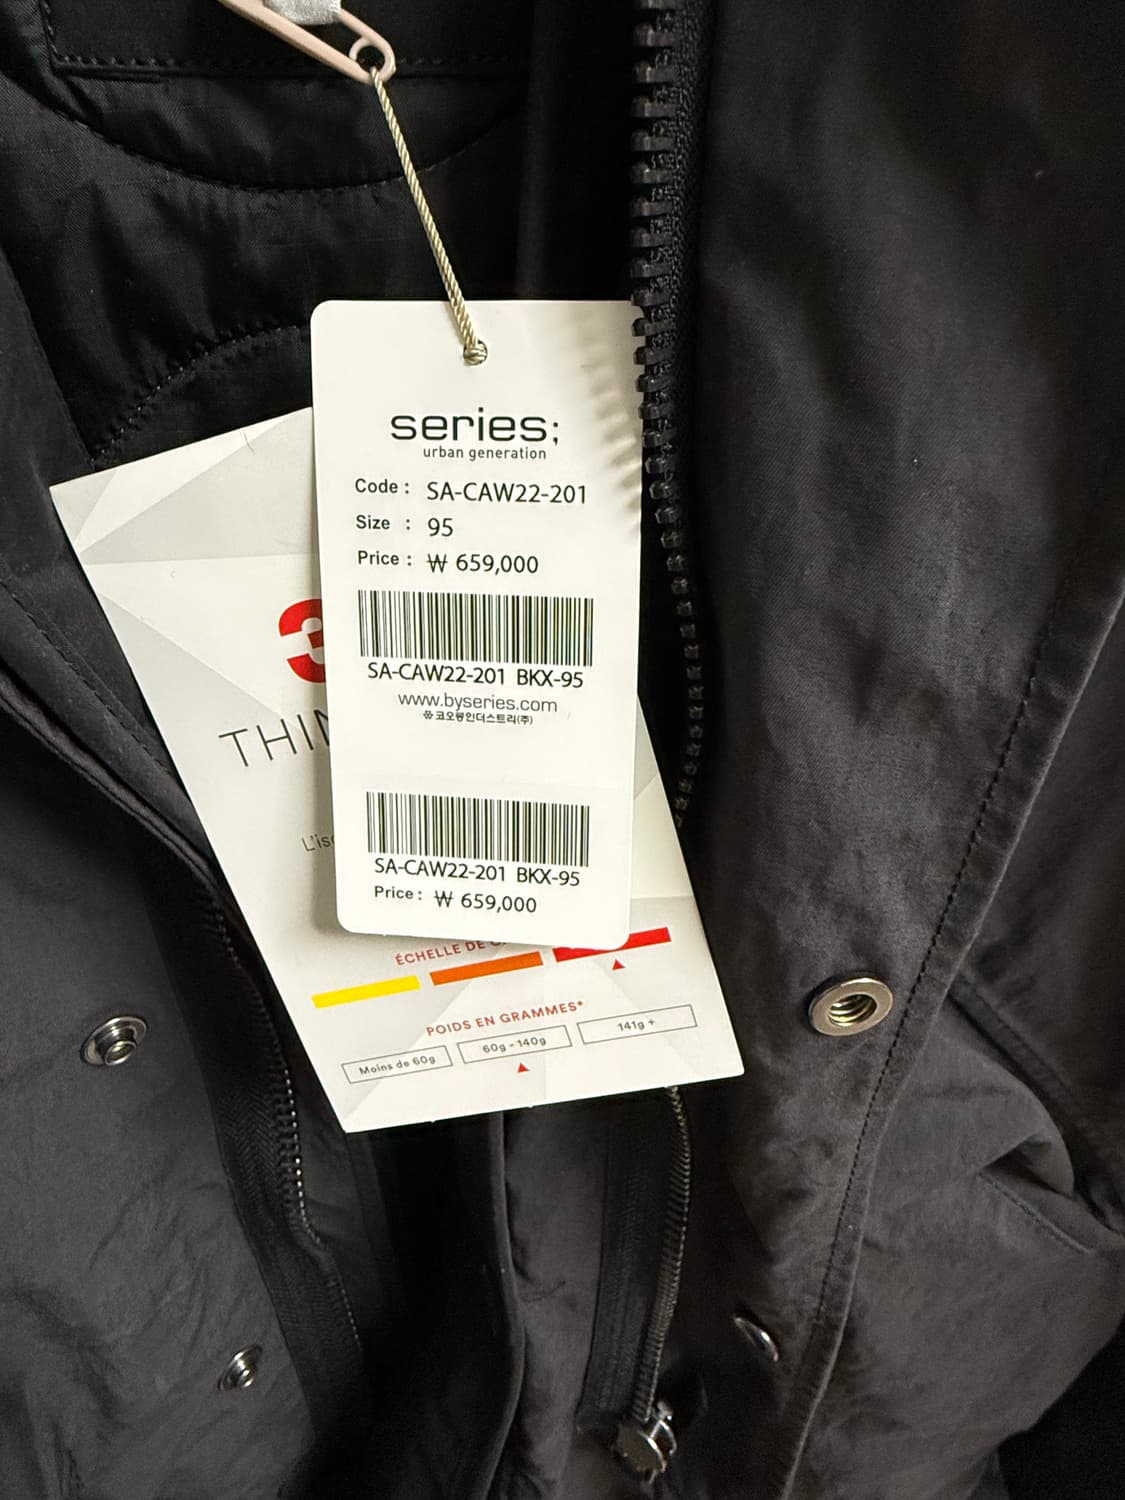 series;
urban generation
Code : SA-CAW22-201
Size : 95
Price : ₩ 659,000
SA-CAW22-201 BKX-95
www.byseries.com
코오롱인더스트리(주)
SA-CAW22-201 BKX-95
Price : ₩ 659,000
3
THIN
L'iso
ÉCHELLE DE
POIDS EN GRAMMES*
Moins de 60g 60g - 140g 141g +